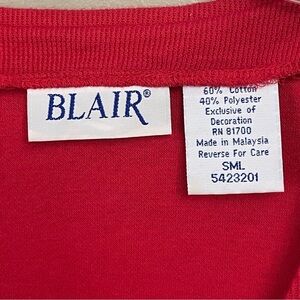 BLAIR®
60% Cotton
40% Polyester
Exclusive of
Decoration
RN 81700
Made in Malaysia
Reverse For Care
SML
5423201